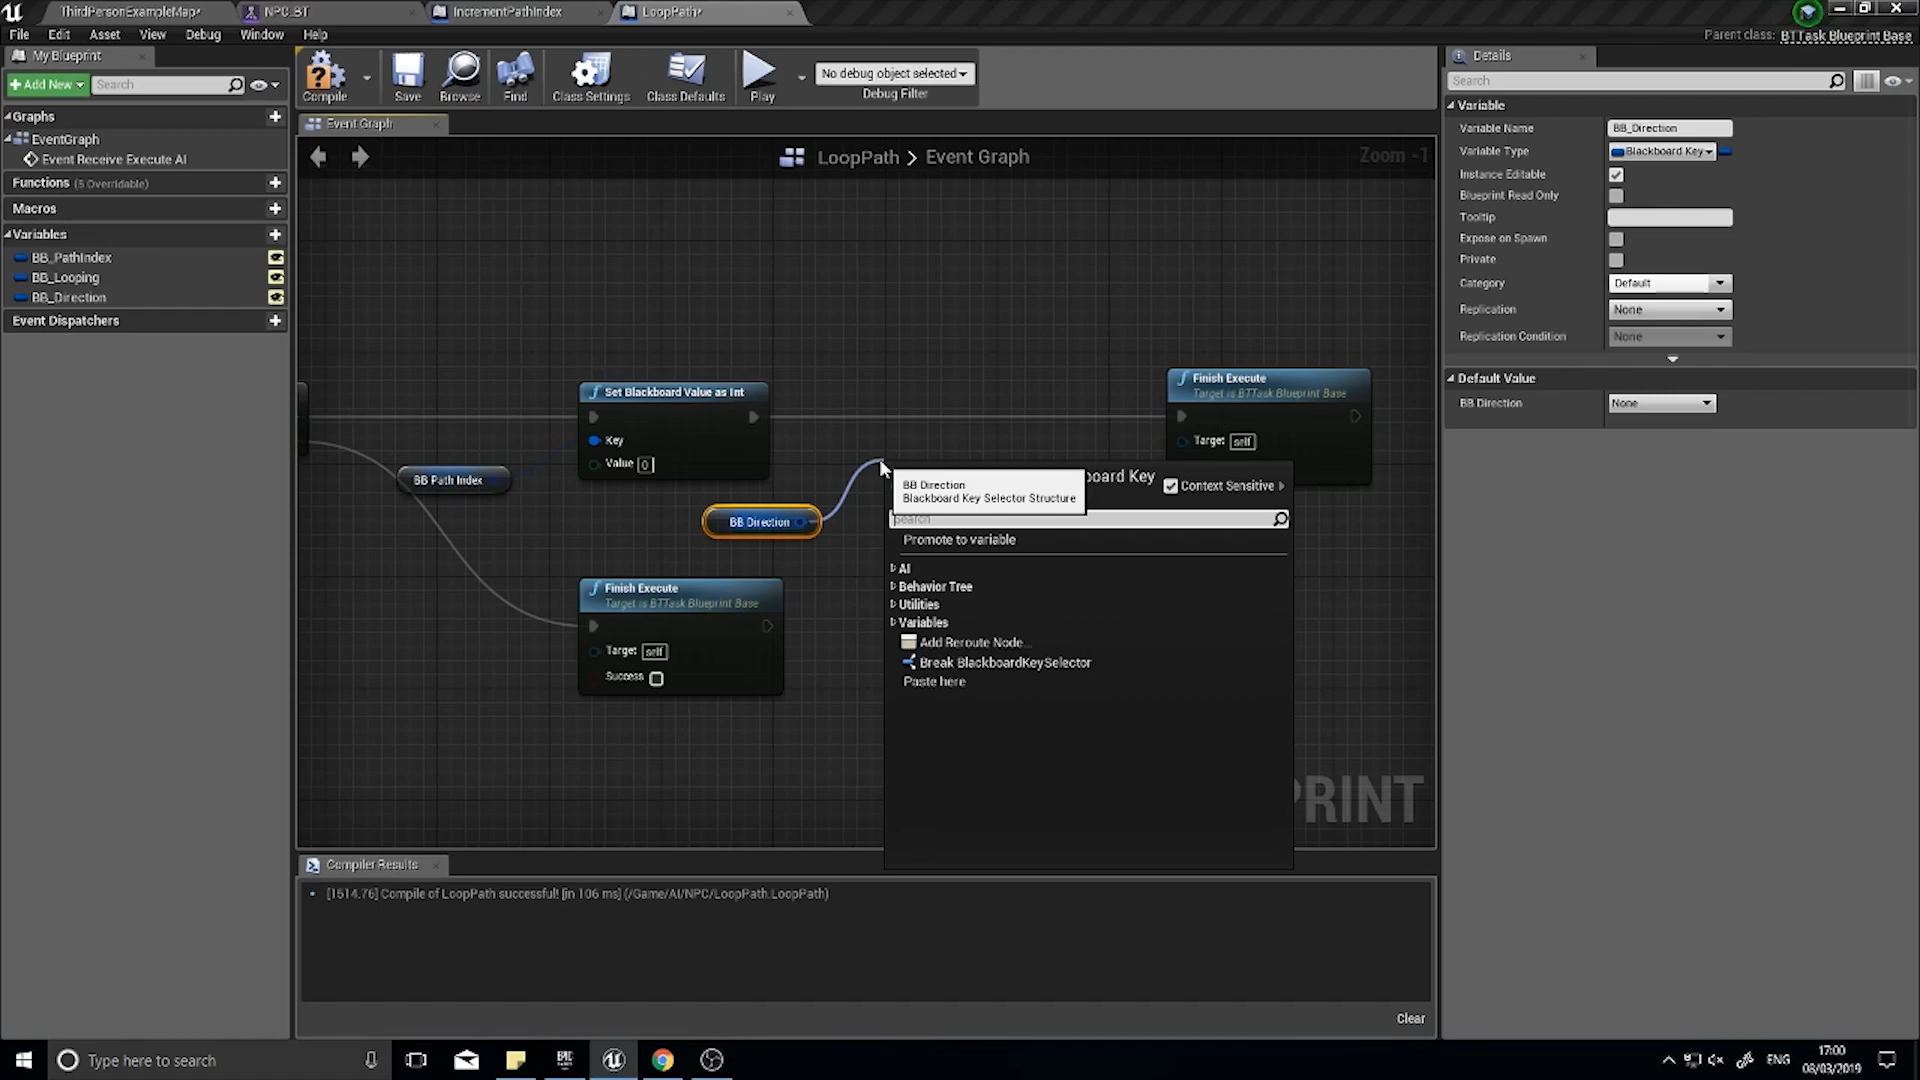 ThirdPersonExampleMap*
NPC_BT
IncrementPathIndex
LoopPath*
File Edit Asset View Debug Window Help
Parent class: BTTask Blueprint Base
My Blueprint
Add New
Search
Graphs
EventGraph
Event Receive Execute AI
Functions (5 Overridable)
Macros
Variables
BB_PathIndex
BB_Looping
BB_Direction
Event Dispatchers
Compile
Save
Browse
Find
Class Settings
Class Defaults
Play
No debug object selected
Debug Filter
Event Graph
LoopPath > Event Graph
Zoom -1
Set Blackboard Value as Int
Key
Value 0
BB Path Index
BB Direction
Finish Execute
Target is BTTask Blueprint Base
Target self
Success
Finish Execute
Target is BTTask Blueprint Base
Target self
BB Direction
Blackboard Key Selector Structure
board Key
Context Sensitive
Search
Promote to variable
AI
Behavior Tree
Utilities
Variables
Add Reroute Node...
Break BlackboardKeySelector
Paste here
PRINT
Compiler Results
[1514.76] Compile of LoopPath successful! [in 106 ms] (/Game/AI/NPC/LoopPath.LoopPath)
Clear
Details
Search
Variable
Variable Name BB_Direction
Variable Type Blackboard Key
Instance Editable
Blueprint Read Only
Tooltip
Expose on Spawn
Private
Category Default
Replication None
Replication Condition None
Default Value
BB Direction None
Type here to search
ENG
17:00
08/03/2019